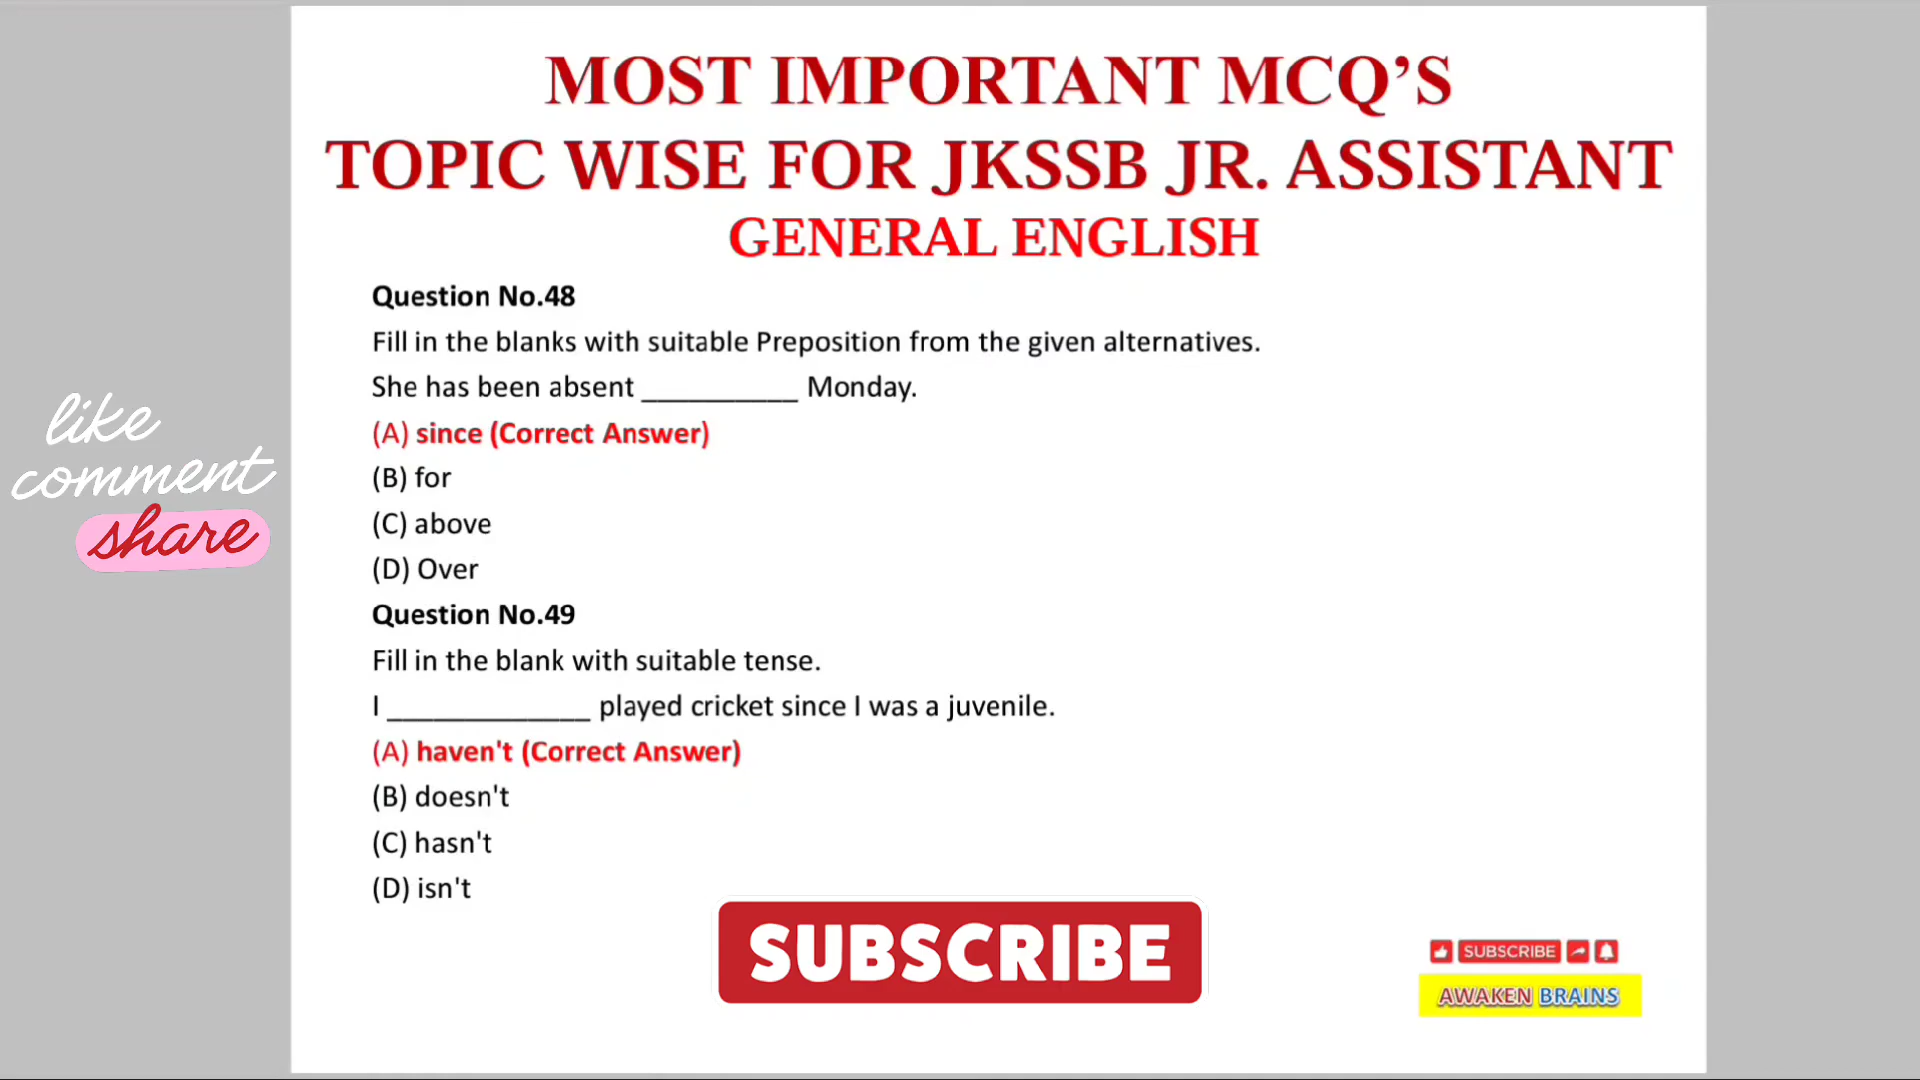 MOST IMPORTANT MCQ’S
TOPIC WISE FOR JKSSB JR. ASSISTANT
GENERAL ENGLISH
Question No.48
Fill in the blanks with suitable Preposition from the given alternatives.
She has been absent __________ Monday.
(A) since (Correct Answer)
(B) for
(C) above
(D) Over
Question No.49
Fill in the blank with suitable tense.
I _____________ played cricket since I was a juvenile.
(A) haven't (Correct Answer)
(B) doesn't
(C) hasn't
(D) isn't
like
comment
share
SUBSCRIBE
SUBSCRIBE
AWAKEN BRAINS